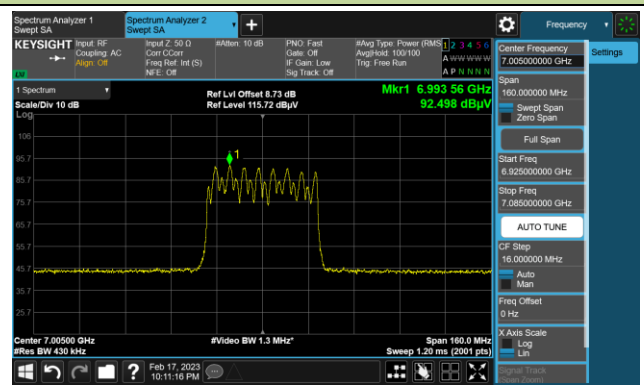 Spectrum Analyzer 1
Swept SA
Spectrum Analyzer 2
Swept SA
+
Frequency
KEYSIGHT
Input: RF
Coupling: AC
Align: Off
Input Z: 50 Ω
Corr CCorr
Freq Ref: Int (S)
NFE: Off
#Atten: 10 dB
PNO: Fast
Gate: Off
IF Gain: Low
Sig Track: Off
#Avg Type: Power (RMS)
Avg|Hold: 100/100
Trig: Free Run
1 2 3 4 5 6
A W W W W W
A P N N N N
LW
Center Frequency
7.005000000 GHz
Settings
Span
160.000000 MHz
Swept Span
Zero Span
Full Span
Start Freq
6.925000000 GHz
Stop Freq
7.085000000 GHz
AUTO TUNE
CF Step
16.000000 MHz
Auto
Man
Freq Offset
0 Hz
X Axis Scale
Log
Lin
Signal Track
(Span Zoom)
1 Spectrum
Scale/Div 10 dB
Log
Ref Lvl Offset 8.73 dB
Ref Level 115.72 dBµV
Mkr1 6.993 56 GHz
92.498 dBµV
1
106
95.7
85.7
75.7
65.7
55.7
45.7
35.7
25.7
Center 7.00500 GHz
#Res BW 430 kHz
#Video BW 1.3 MHz*
Span 160.0 MHz
Sweep 1.20 ms (2001 pts)
?
Feb 17, 2023
10:11:16 PM